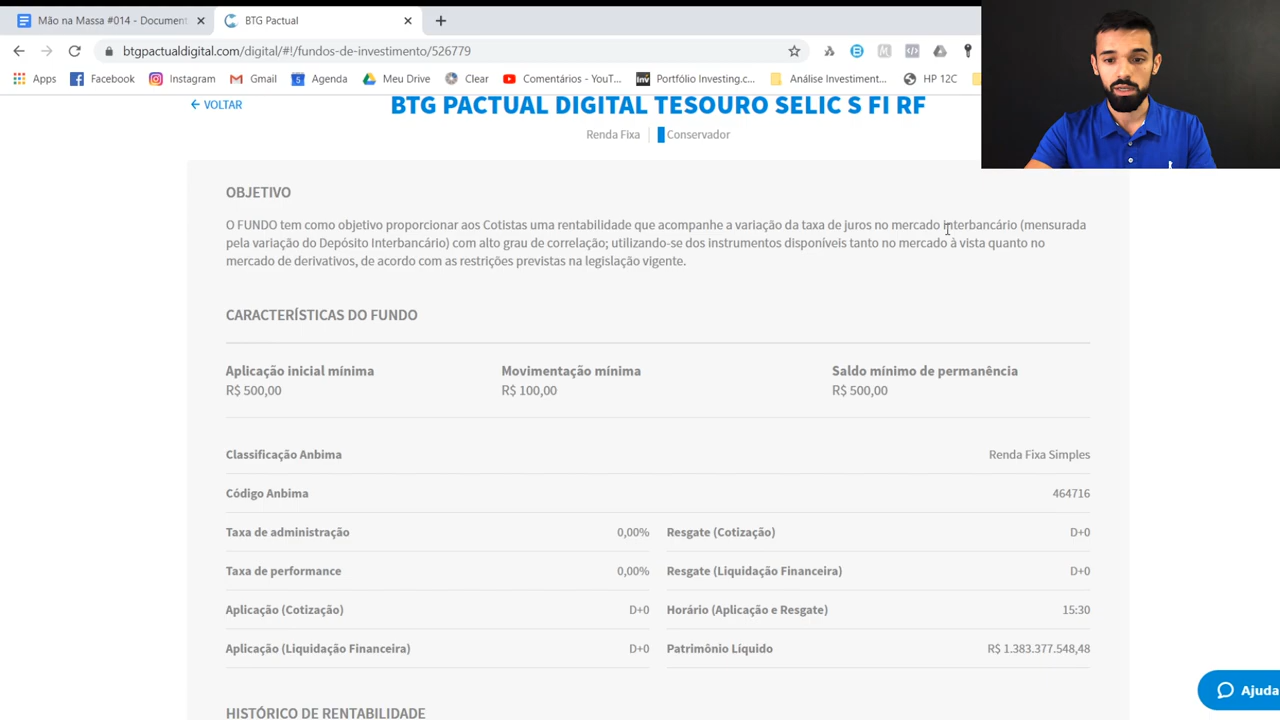 Mão na Massa #014 - Document
BTG Pactual
btgpactualdigital.com/digital/#!/fundos-de-investimento/526779
Apps
Facebook
Instagram
Gmail
Agenda
Meu Drive
Clear
Comentários - YouT...
Portfólio Investing.c...
Análise Investiment...
HP 12C
VOLTAR
BTG PACTUAL DIGITAL TESOURO SELIC S FI RF
Renda Fixa
Conservador
OBJETIVO
O FUNDO tem como objetivo proporcionar aos Cotistas uma rentabilidade que acompanhe a variação da taxa de juros no mercado interbancário (mensurada
pela variação do Depósito Interbancário) com alto grau de correlação; utilizando-se dos instrumentos disponíveis tanto no mercado à vista quanto no
mercado de derivativos, de acordo com as restrições previstas na legislação vigente.
CARACTERÍSTICAS DO FUNDO
Aplicação inicial mínima
R$ 500,00
Movimentação mínima
R$ 100,00
Saldo mínimo de permanência
R$ 500,00
Classificação Anbima
Renda Fixa Simples
Código Anbima
464716
Taxa de administração
0,00%
Resgate (Cotização)
D+0
Taxa de performance
0,00%
Resgate (Liquidação Financeira)
D+0
Aplicação (Cotização)
D+0
Horário (Aplicação e Resgate)
15:30
Aplicação (Liquidação Financeira)
D+0
Patrimônio Líquido
R$ 1.383.377.548,48
HISTÓRICO DE RENTABILIDADE
Ajuda